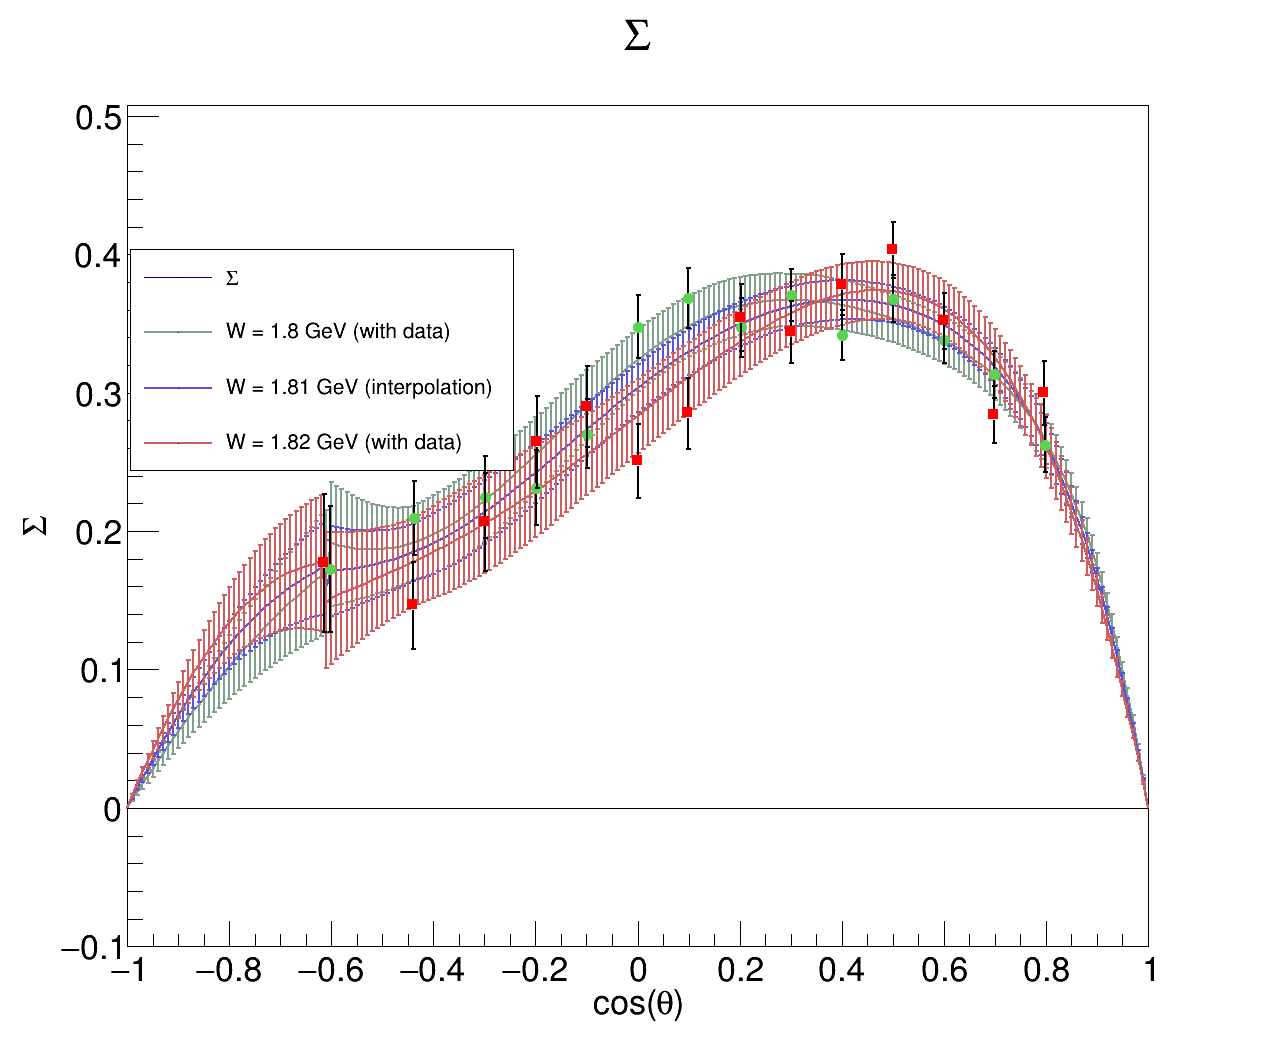 Σ
0.5
0.4
Σ
W = 1.8 GeV (with data)
W = 1.81 GeV (interpolation)
W = 1.82 GeV (with data)
0.3
0.2
Σ
0.1
0
−0.1
−1 −0.8 −0.6 −0.4 −0.2 0 0.2 0.4 0.6 0.8 1
cos(θ)